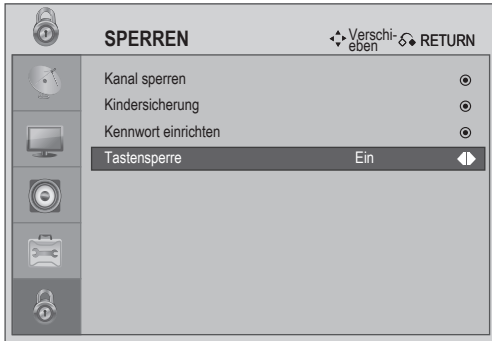 SPERREN Verschi-eben RETURN
Kanal sperren
Kindersicherung
Kennwort einrichten
Tastensperre Ein